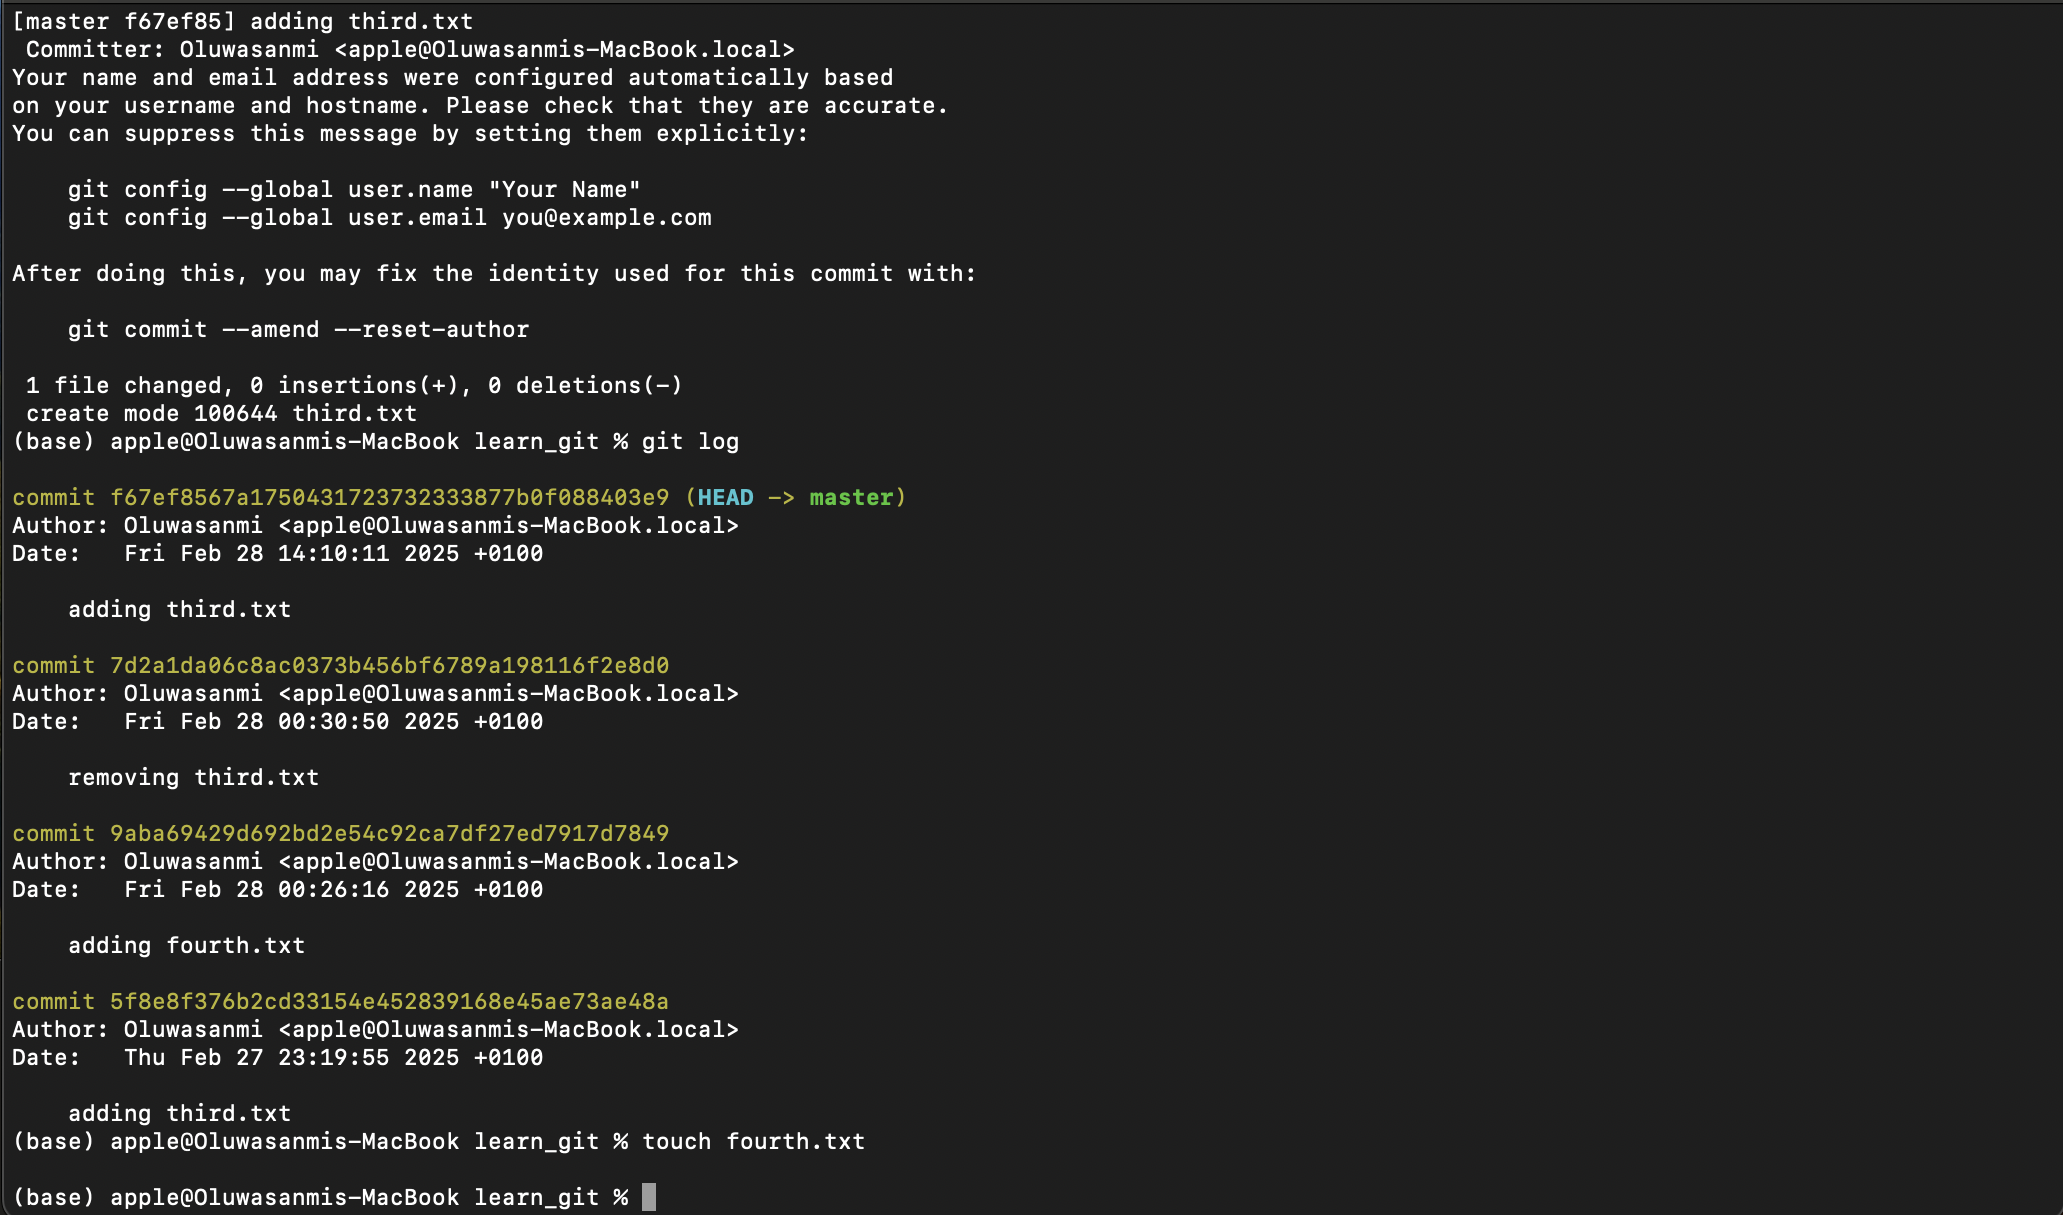 [master f67ef85] adding third.txt
 Committer: Oluwasanmi <apple@Oluwasanmis-MacBook.local>
Your name and email address were configured automatically based
on your username and hostname. Please check that they are accurate.
You can suppress this message by setting them explicitly:

    git config --global user.name "Your Name"
    git config --global user.email you@example.com

After doing this, you may fix the identity used for this commit with:

    git commit --amend --reset-author

 1 file changed, 0 insertions(+), 0 deletions(-)
 create mode 100644 third.txt
(base) apple@Oluwasanmis-MacBook learn_git % git log

commit f67ef8567a1750431723732333877b0f088403e9 (HEAD -> master)
Author: Oluwasanmi <apple@Oluwasanmis-MacBook.local>
Date:   Fri Feb 28 14:10:11 2025 +0100

    adding third.txt

commit 7d2a1da06c8ac0373b456bf6789a198116f2e8d0
Author: Oluwasanmi <apple@Oluwasanmis-MacBook.local>
Date:   Fri Feb 28 00:30:50 2025 +0100

    removing third.txt

commit 9aba69429d692bd2e54c92ca7df27ed7917d7849
Author: Oluwasanmi <apple@Oluwasanmis-MacBook.local>
Date:   Fri Feb 28 00:26:16 2025 +0100

    adding fourth.txt

commit 5f8e8f376b2cd33154e452839168e45ae73ae48a
Author: Oluwasanmi <apple@Oluwasanmis-MacBook.local>
Date:   Thu Feb 27 23:19:55 2025 +0100

    adding third.txt
(base) apple@Oluwasanmis-MacBook learn_git % touch fourth.txt

(base) apple@Oluwasanmis-MacBook learn_git %